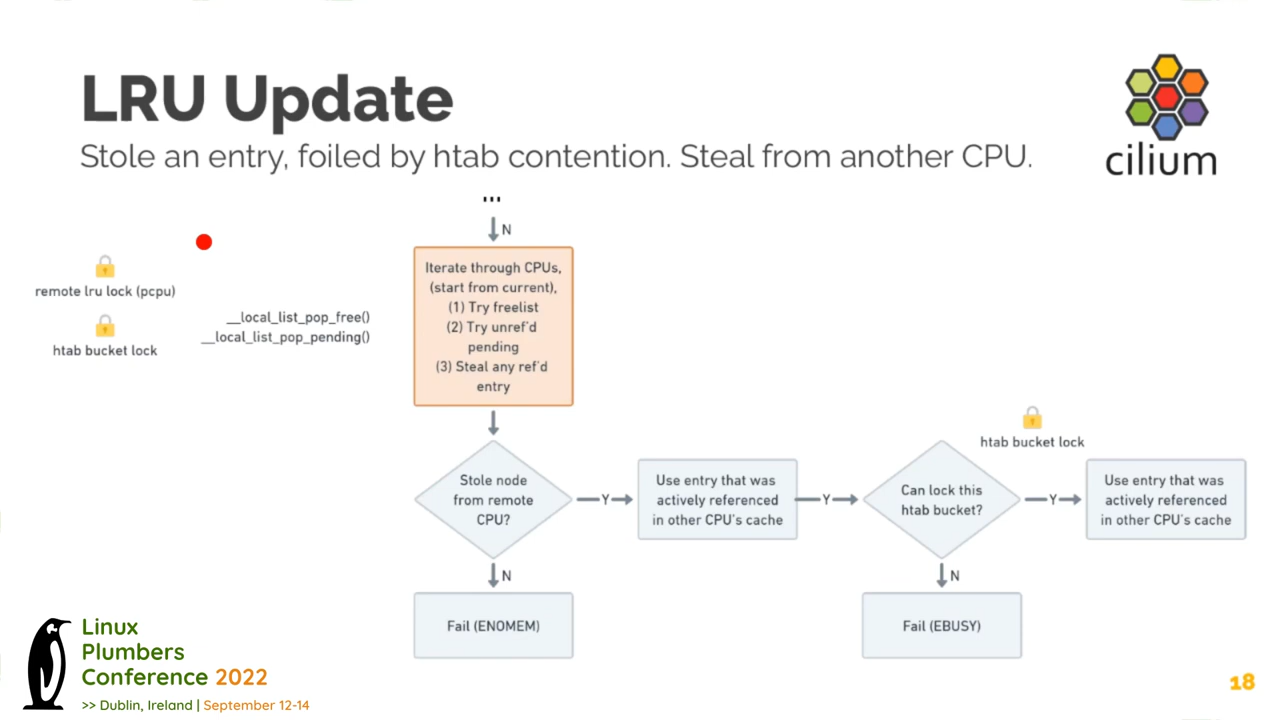 LRU Update
Stole an entry, foiled by htab contention. Steal from another CPU.
cilium
...
N
Iterate through CPUs,
(start from current),
(1) Try freelist
(2) Try unref'd
pending
(3) Steal any ref'd
entry
remote lru lock (pcpu)
htab bucket lock
__local_list_pop_free()
__local_list_pop_pending()
Stole node
from remote
CPU?
Y
Use entry that was
actively referenced
in other CPU's cache
Y
Can lock this
htab bucket?
htab bucket lock
Y
Use entry that was
actively referenced
in other CPU's cache
N
Fail (ENOMEM)
N
Fail (EBUSY)
Linux
Plumbers
Conference 2022
>> Dublin, Ireland | September 12-14
18